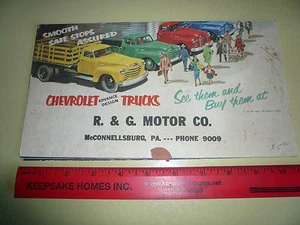 SMOOTH
SAFE STOPS
ASSURED
CHEVROLET ADVANCE DESIGN TRUCKS
See them and
Buy them at
R. & G. MOTOR CO.
McCONNELLSBURG, PA. --- PHONE 9009
KEEPSAKE HOMES INC.